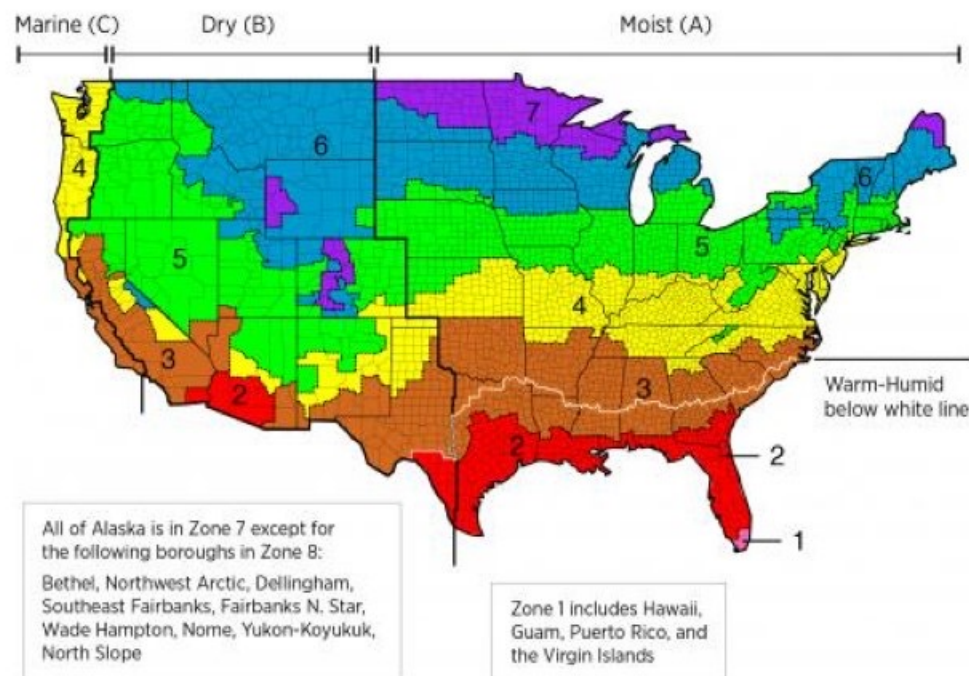 Marine (C) Dry (B) Moist (A)
7
6
6
4
5
5
4
3
3
2
Warm-Humid
below white line
2
2
1
All of Alaska is in Zone 7 except for
the following boroughs in Zone 8:
Bethel, Northwest Arctic, Dellingham,
Southeast Fairbanks, Fairbanks N. Star,
Wade Hampton, Nome, Yukon-Koyukuk,
North Slope
Zone 1 includes Hawaii,
Guam, Puerto Rico, and
the Virgin Islands